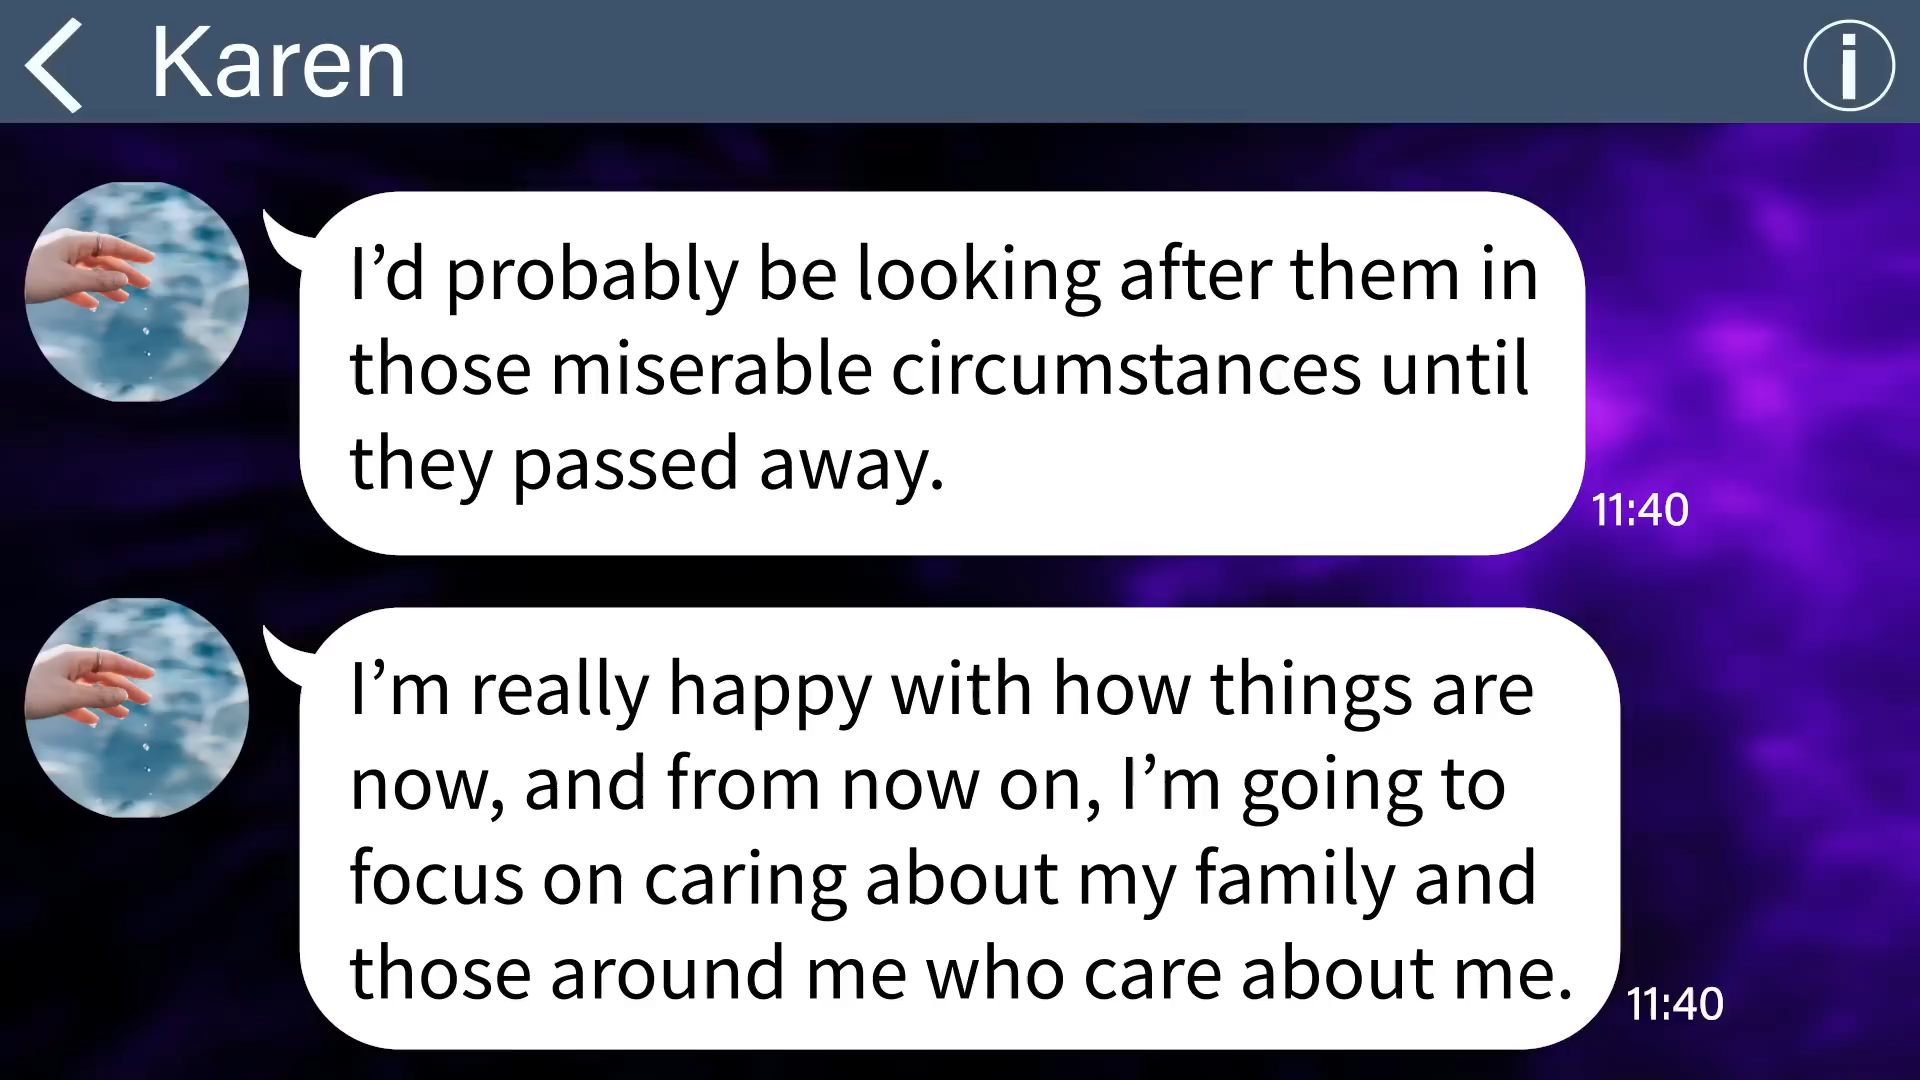 Karen
I’d probably be looking after them in
those miserable circumstances until
they passed away.
11:40
I’m really happy with how things are
now, and from now on, I’m going to
focus on caring about my family and
those around me who care about me.
11:40